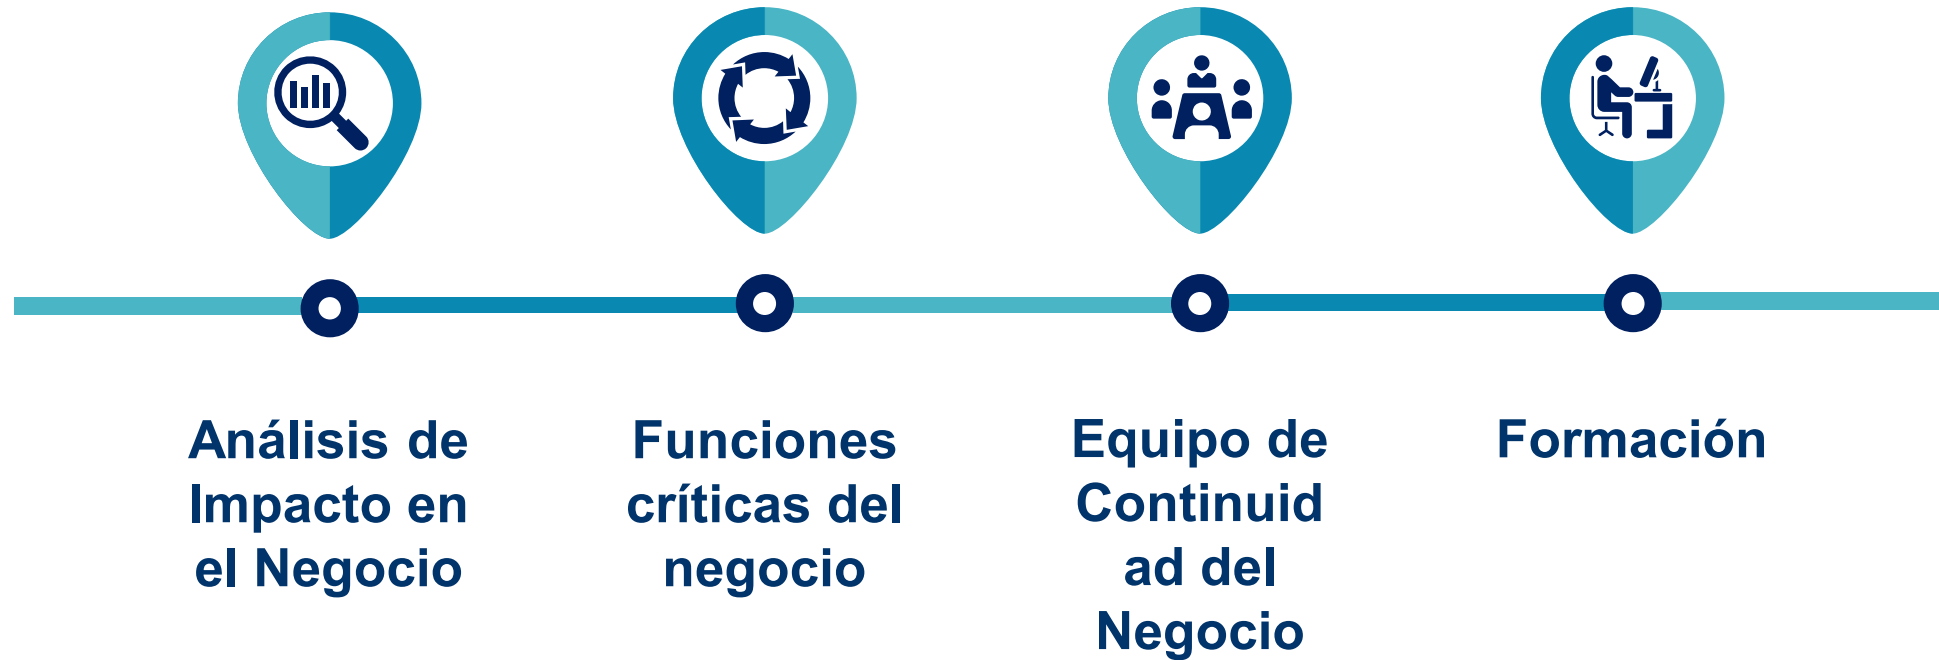 Análisis de
Impacto en
el Negocio
Funciones
críticas del
negocio
Equipo de
Continuid
ad del
Negocio
Formación